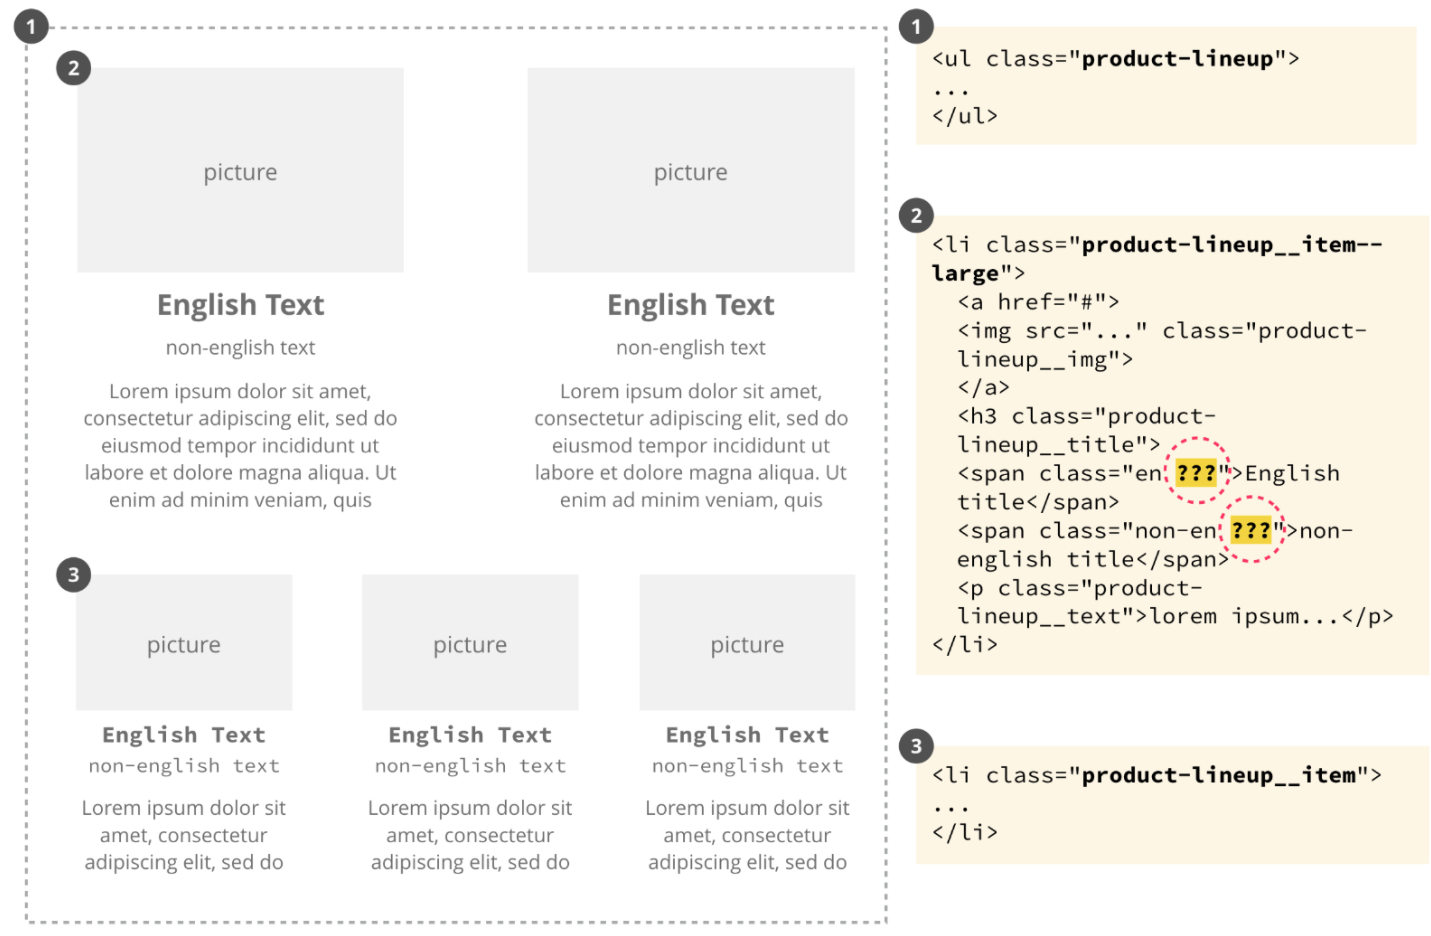 1
2
picture
picture
English Text
English Text
non-english text
non-english text
Lorem ipsum dolor sit amet,
consectetur adipiscing elit, sed do
eiusmod tempor incididunt ut
labore et dolore magna aliqua. Ut
enim ad minim veniam, quis
Lorem ipsum dolor sit amet,
consectetur adipiscing elit, sed do
eiusmod tempor incididunt ut
labore et dolore magna aliqua. Ut
enim ad minim veniam, quis
3
picture
picture
picture
English Text
English Text
English Text
non-english text
non-english text
non-english text
Lorem ipsum dolor sit
amet, consectetur
adipiscing elit, sed do
Lorem ipsum dolor sit
amet, consectetur
adipiscing elit, sed do
Lorem ipsum dolor sit
amet, consectetur
adipiscing elit, sed do
1
<ul class="product-lineup">
...
</ul>
2
<li class="product-lineup__item--
large">
<a href="#">
<img src="..." class="product-
lineup__img">
</a>
<h3 class="product-
lineup__title">
<span class="en ???">English
title</span>
<span class="non-en ???">non-
english title</span>
<p class="product-
lineup__text">lorem ipsum...</p>
</li>
3
<li class="product-lineup__item">
...
</li>